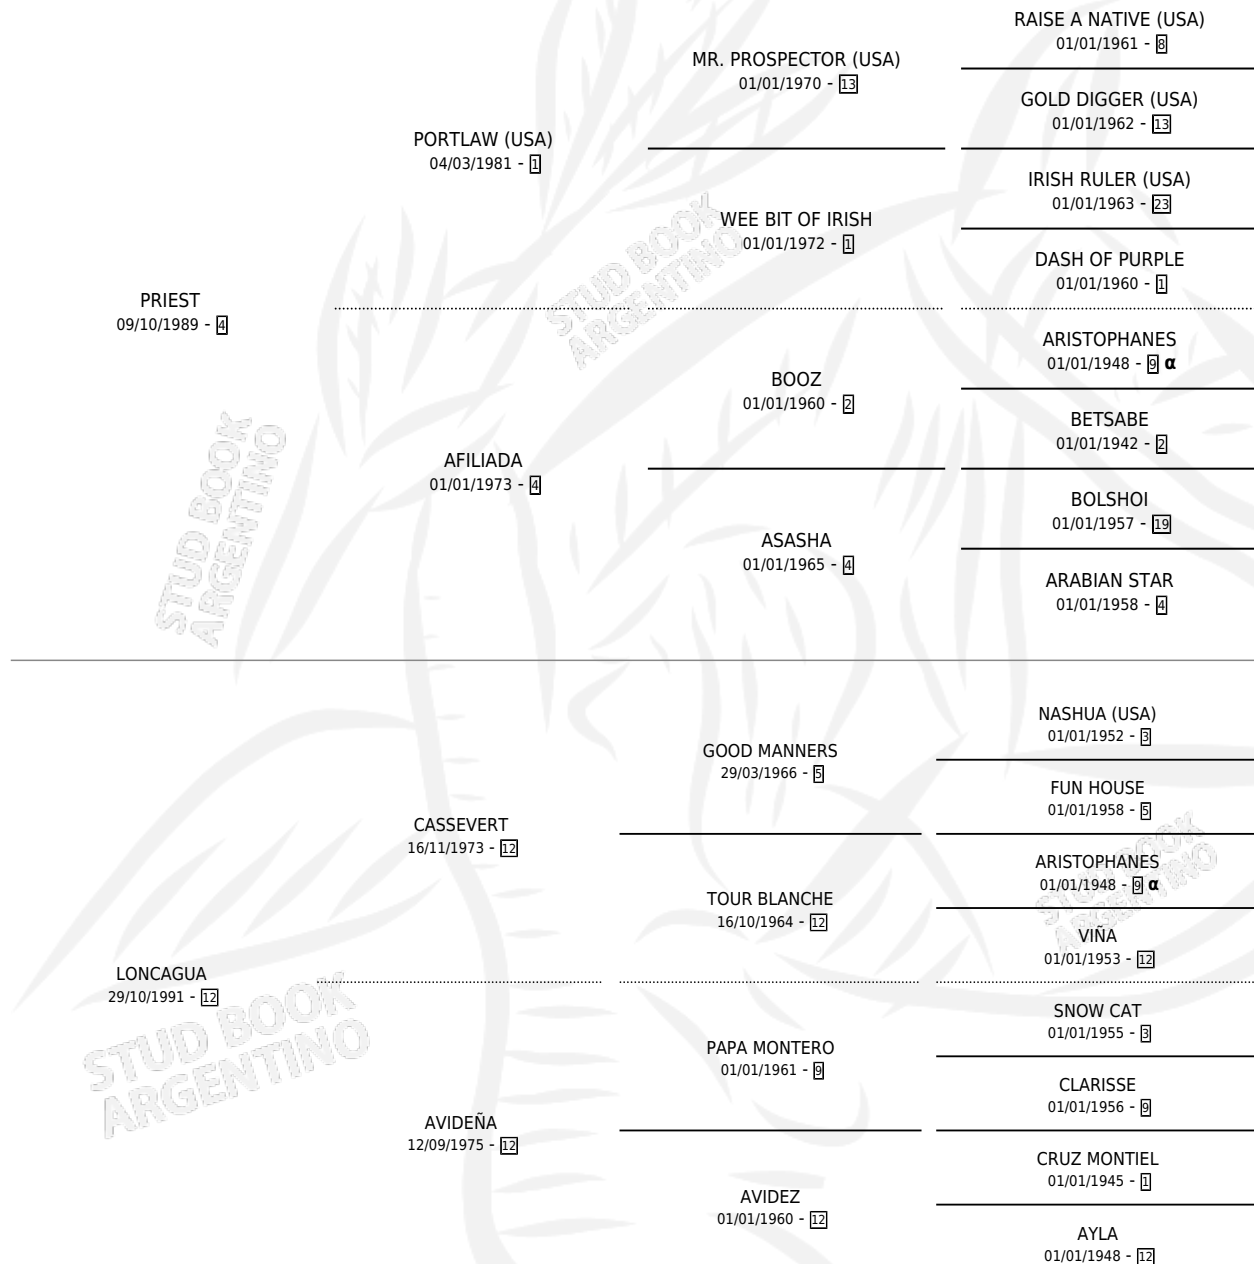 RAISE A NATIVE (USA)
01/01/1961 - 8
MR. PROSPECTOR (USA)
01/01/1970 - 13
GOLD DIGGER (USA)
01/01/1962 - 13
PORTLAW (USA)
04/03/1981 - 1
IRISH RULER (USA)
01/01/1963 - 23
WEE BIT OF IRISH
01/01/1972 - 1
DASH OF PURPLE
01/01/1960 - 1
PRIEST
09/10/1989 - 4
ARISTOPHANES
01/01/1948 - 9 α
BOOZ
01/01/1960 - 2
BETSABE
01/01/1942 - 2
AFILIADA
01/01/1973 - 4
BOLSHOI
01/01/1957 - 19
ASASHA
01/01/1965 - 4
ARABIAN STAR
01/01/1958 - 4
NASHUA (USA)
01/01/1952 - 3
GOOD MANNERS
29/03/1966 - 5
FUN HOUSE
01/01/1958 - 5
CASSEVERT
16/11/1973 - 12
ARISTOPHANES
01/01/1948 - 9 α
TOUR BLANCHE
16/10/1964 - 12
VIÑA
01/01/1953 - 12
LONCAGUA
29/10/1991 - 12
SNOW CAT
01/01/1955 - 3
PAPA MONTERO
01/01/1961 - 9
CLARISSE
01/01/1956 - 9
AVIDEÑA
12/09/1975 - 12
CRUZ MONTIEL
01/01/1945 - 1
AVIDEZ
01/01/1960 - 12
AYLA
01/01/1948 - 12
STUD BOOK
ARGENTINO
STUD BOOK
ARGENTINO
STUD BOOK
ARGENTINO
STUD BOOK
ARGENTINO